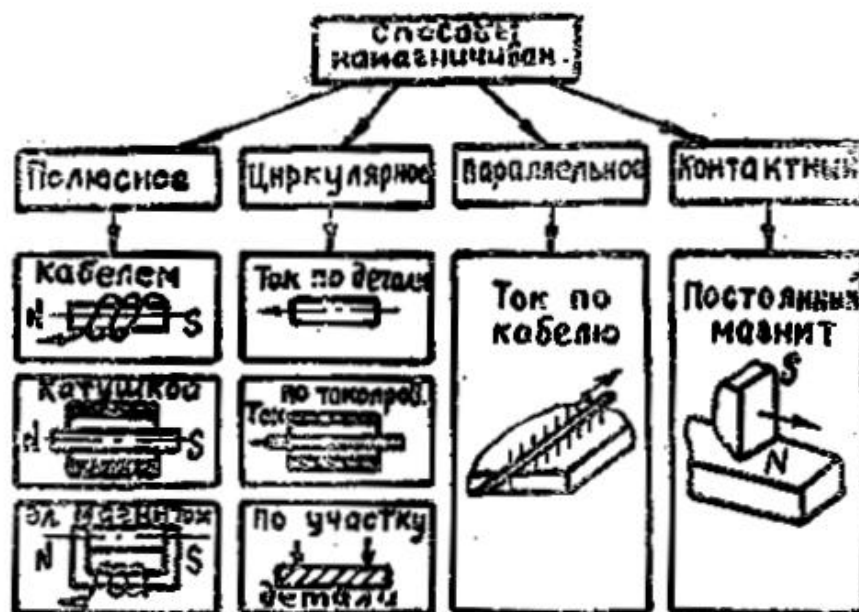 Способы
намагничиван.
Полюсное
Циркулярное
Параллельное
Контактный
Кабелем
N S
Катушкой
N S
Эл магнитом
N S
Ток по детали
по токопров.
Ток
По участку
детали
Ток по
кабелю
Постоянный
магнит
S
N